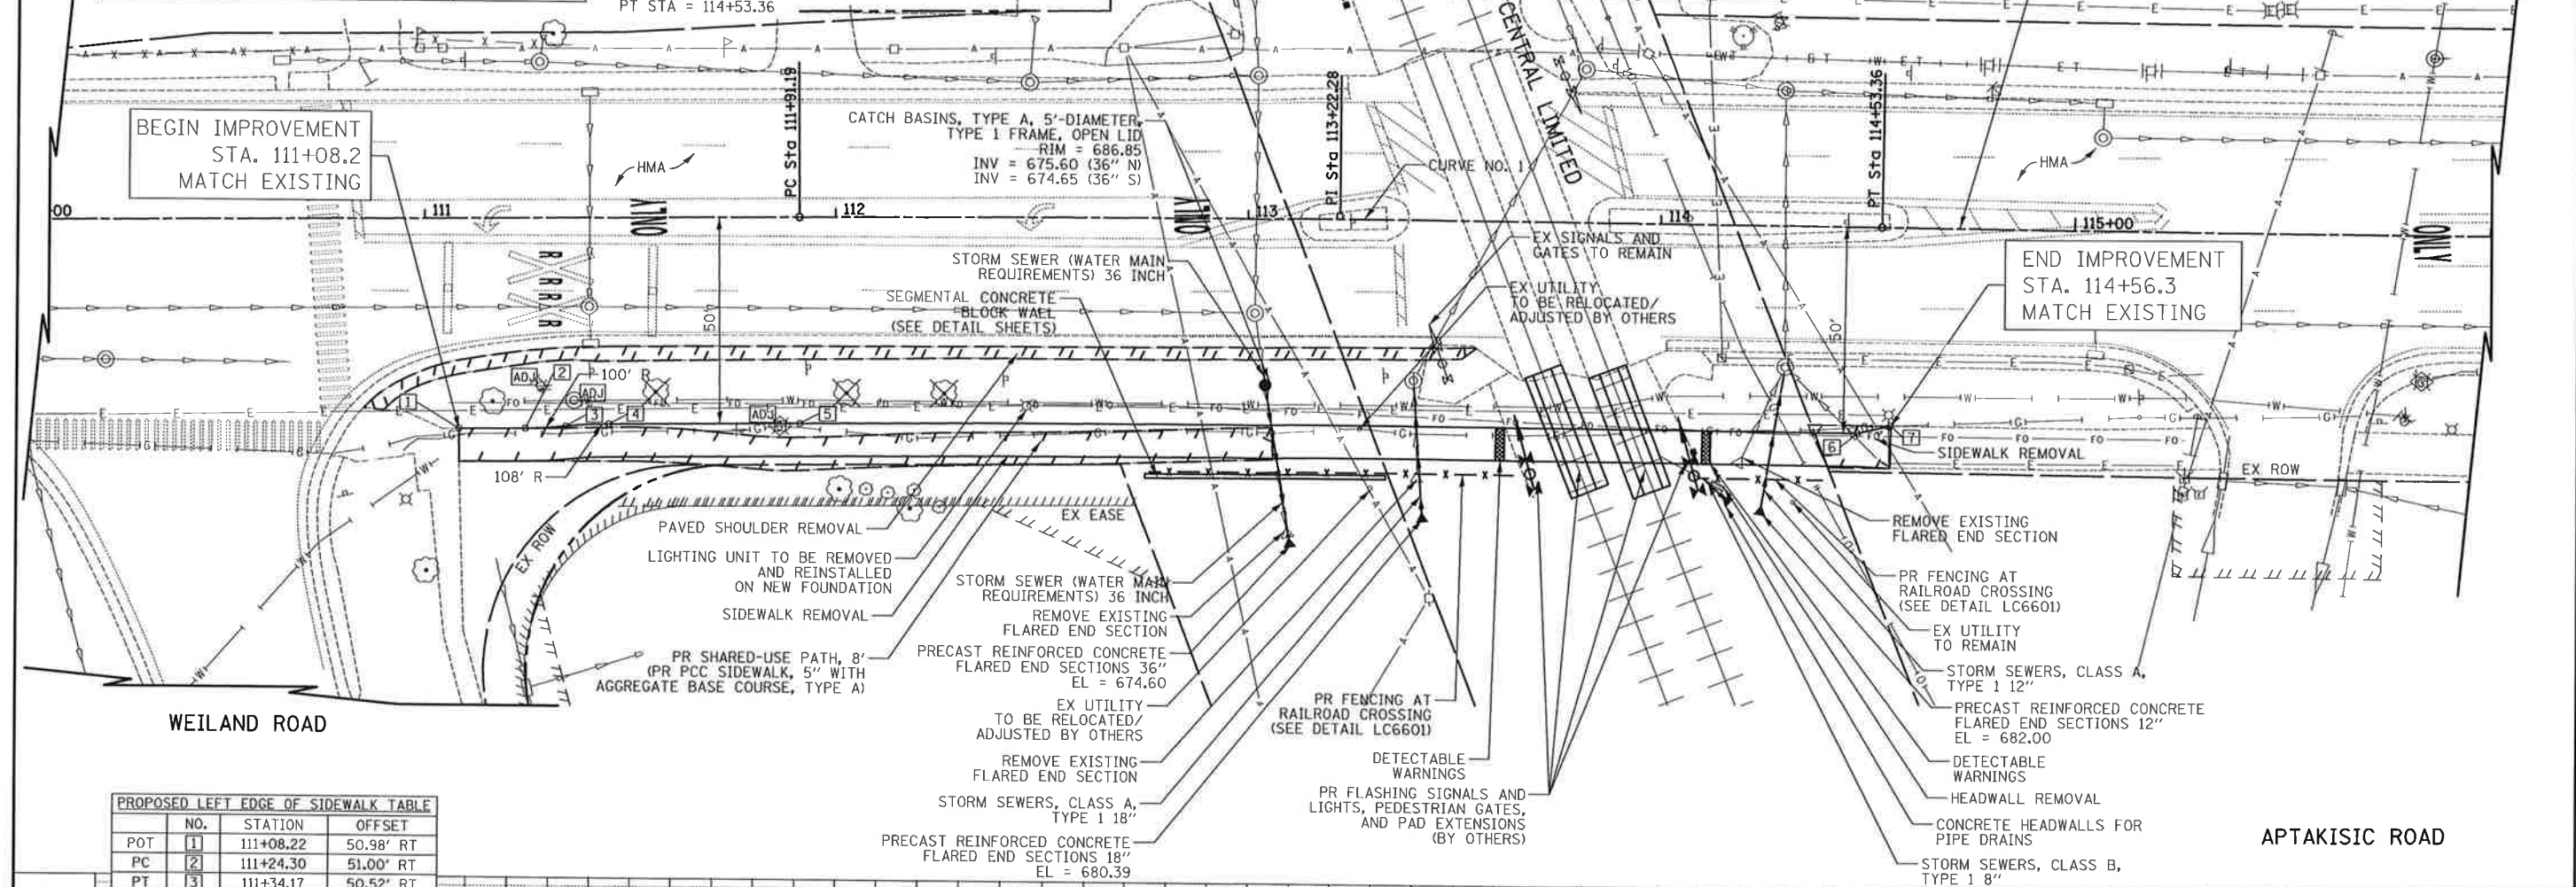 PT STA = 114+53.36
CENTRAL LIMITED
BEGIN IMPROVEMENT
STA. 111+08.2
MATCH EXISTING
HMA
PC Sta 111+91.19
CATCH BASINS, TYPE A, 5'-DIAMETER,
TYPE 1 FRAME, OPEN LID
RIM = 686.85
INV = 675.60 (36" N)
INV = 674.65 (36" S)
PI Sta 113+22.28
CURVE NO. 1
PT Sta 114+53.36
HMA
00
111
ONLY
112
ONLY
113
114
115+00
ONLY
R R
R R
50'
STORM SEWER (WATER MAIN
REQUIREMENTS) 36 INCH
SEGMENTAL CONCRETE
BLOCK WALL
(SEE DETAIL SHEETS)
EX SIGNALS AND
GATES TO REMAIN
EX UTILITY
TO BE RELOCATED/
ADJUSTED BY OTHERS
50'
END IMPROVEMENT
STA. 114+56.3
MATCH EXISTING
ADJ
2
100' R
ADJ
1
3
4
ADJ
5
6
7
SIDEWALK REMOVAL
EX ROW
108' R
EX ROW
EX EASE
PAVED SHOULDER REMOVAL
LIGHTING UNIT TO BE REMOVED
AND REINSTALLED
ON NEW FOUNDATION
SIDEWALK REMOVAL
PR SHARED-USE PATH, 8'
(PR PCC SIDEWALK, 5" WITH
AGGREGATE BASE COURSE, TYPE A)
STORM SEWER (WATER MAIN
REQUIREMENTS) 36 INCH
REMOVE EXISTING
FLARED END SECTION
PRECAST REINFORCED CONCRETE
FLARED END SECTIONS 36"
EL = 674.60
EX UTILITY
TO BE RELOCATED/
ADJUSTED BY OTHERS
REMOVE EXISTING
FLARED END SECTION
STORM SEWERS, CLASS A,
TYPE 1 18"
PRECAST REINFORCED CONCRETE
FLARED END SECTIONS 18"
EL = 680.39
PR FENCING AT
RAILROAD CROSSING
(SEE DETAIL LC6601)
DETECTABLE
WARNINGS
PR FLASHING SIGNALS AND
LIGHTS, PEDESTRIAN GATES,
AND PAD EXTENSIONS
(BY OTHERS)
REMOVE EXISTING
FLARED END SECTION
PR FENCING AT
RAILROAD CROSSING
(SEE DETAIL LC6601)
EX UTILITY
TO REMAIN
STORM SEWERS, CLASS A,
TYPE 1 12"
PRECAST REINFORCED CONCRETE
FLARED END SECTIONS 12"
EL = 682.00
DETECTABLE
WARNINGS
HEADWALL REMOVAL
CONCRETE HEADWALLS FOR
PIPE DRAINS
STORM SEWERS, CLASS B,
TYPE 1 8"
WEILAND ROAD
APTAKISIC ROAD
PROPOSED LEFT EDGE OF SIDEWALK TABLE
NO. STATION OFFSET
POT 1 111+08.22 50.98' RT
PC 2 111+24.30 51.00' RT
PT 3 111+34.17 50.52' RT